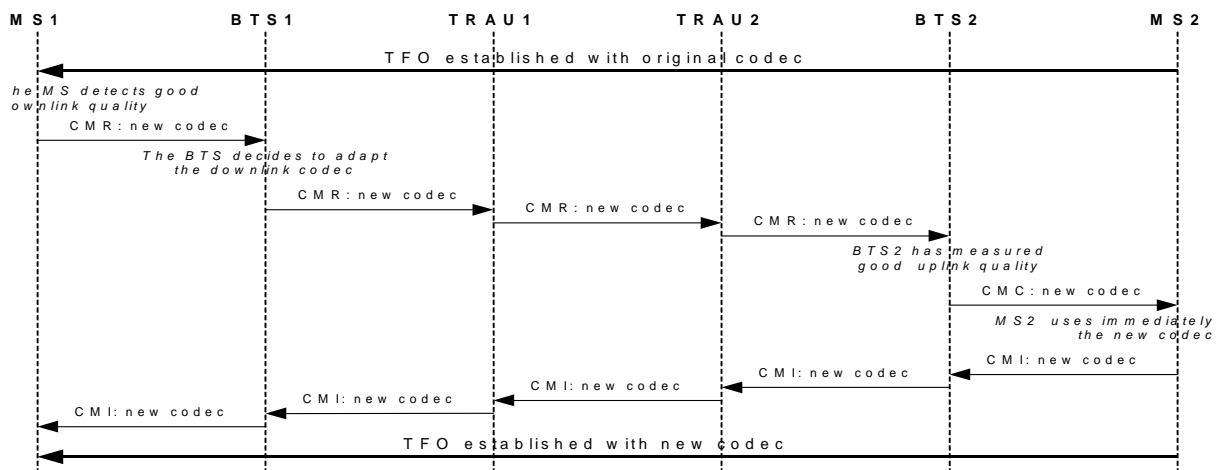 MS1 BTS1 TRAU1 TRAU2 BTS2 MS2
TFO established with original codec
he MS detects good
ownlink quality
CMR: new codec
The BTS decides to adapt
the downlink codec
CMR: new codec
CMR: new codec
CMR: new codec
BTS2 has measured
good uplink quality
CMC: new codec
MS2 uses immediately
the new codec
CMI: new codec
CMI: new codec
CMI: new codec
CMI: new codec
CMI: new codec
TFO established with new codec